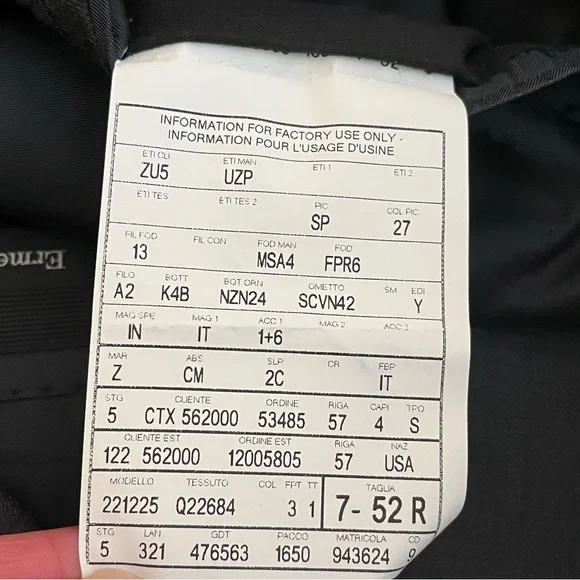 INFORMATION FOR FACTORY USE ONLY -
INFORMATION POUR L'USAGE D'USINE
ETI CLI ETI MAN ETI 1 ETI 2
ZU5 UZP
ETI TES ETI TES 2 PIC COL PIC
SP 27
FIL FOD FIL CON FOD MAN FOD
13 MSA4 FPR6
FILO BOTT BOT ORN OMETTO SM EDI
A2 K4B NZN24 SCVN42 Y
MAG SPE MAG 1 ACC 1 MAG 2 ACC 2
IN IT 1+6
MAR ABS SLP CR FBP
Z CM 2C IT
STG CLIENTE ORDINE RIGA CAPI TPO
5 CTX 562000 53485 57 4 S
CLIENTE EST ORDINE EST RIGA NAZ
122 562000 12005805 57 USA
MODELLO TESSUTO COL FPT TT TAGLIA
221225 Q22684 3 1 7- 52 R
STG LAN GDT PACCO MATRICOLA CD
5 321 476563 1650 943624
Erme